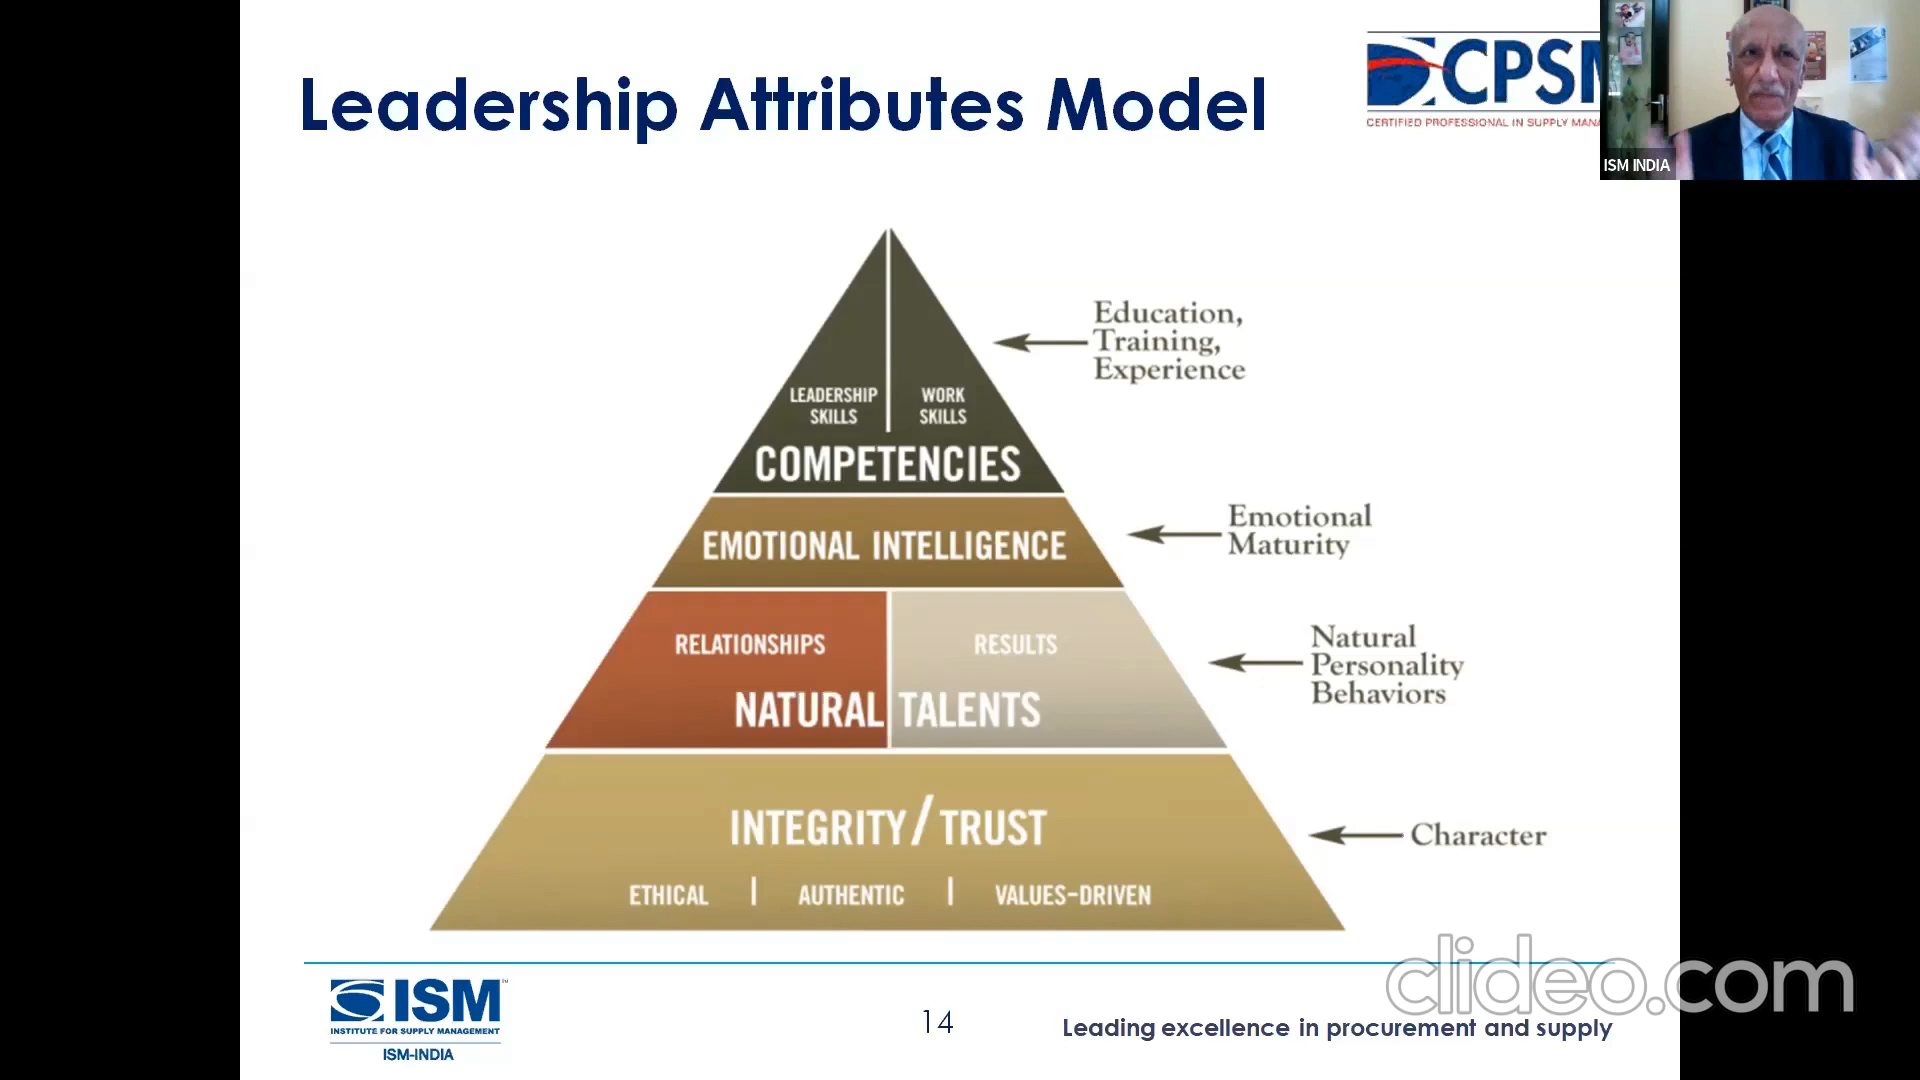 Leadership Attributes Model
CPSM
CERTIFIED PROFESSIONAL IN SUPPLY
ISM INDIA
Education,
Training,
Experience
LEADERSHIP
SKILLS
WORK
SKILLS
COMPETENCIES
EMOTIONAL INTELLIGENCE
Emotional
Maturity
RELATIONSHIPS
RESULTS
NATURAL TALENTS
Natural
Personality
Behaviors
INTEGRITY/TRUST
Character
ETHICAL | AUTHENTIC | VALUES-DRIVEN
ISM
INSTITUTE FOR SUPPLY MANAGEMENT
ISM-INDIA
14
Leading excellence in procurement and supply
clideo.com